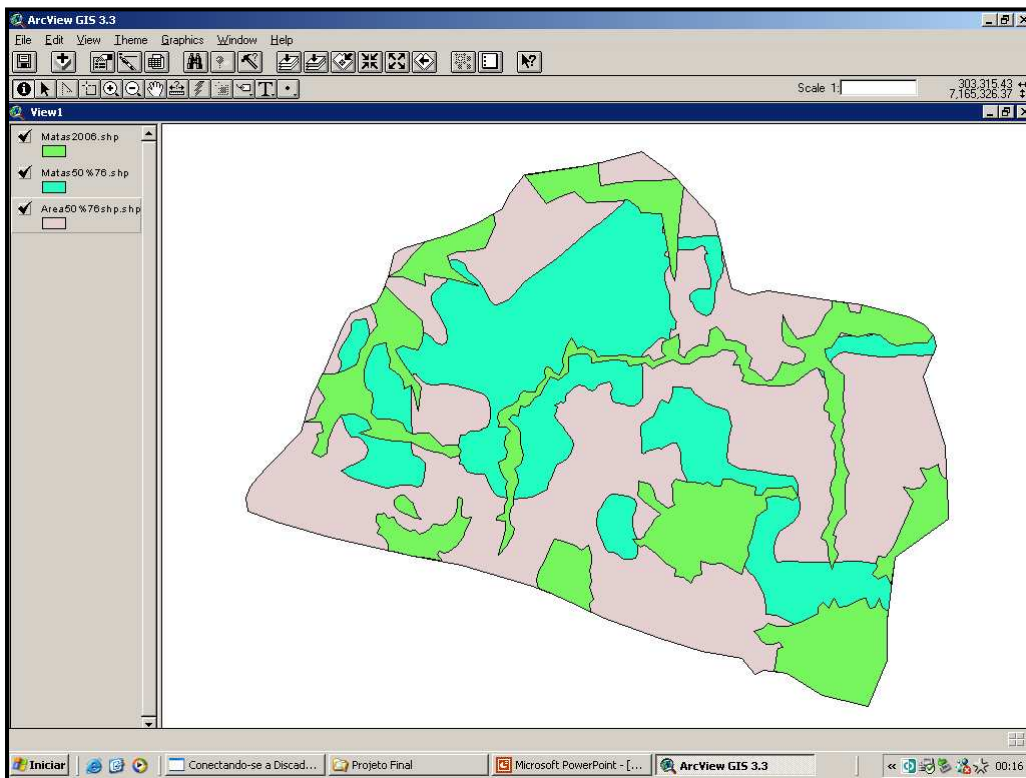 ArcView GIS 3.3
File Edit View Theme Graphics Window Help
Scale 1:
303,315.43
7,165,326.37
View1
Matas2006.shp
Matas50%76.shp
Area50%76shp.shp
Iniciar
Conectando-se a Discad...
Projeto Final
Microsoft PowerPoint - [...
ArcView GIS 3.3
00:16